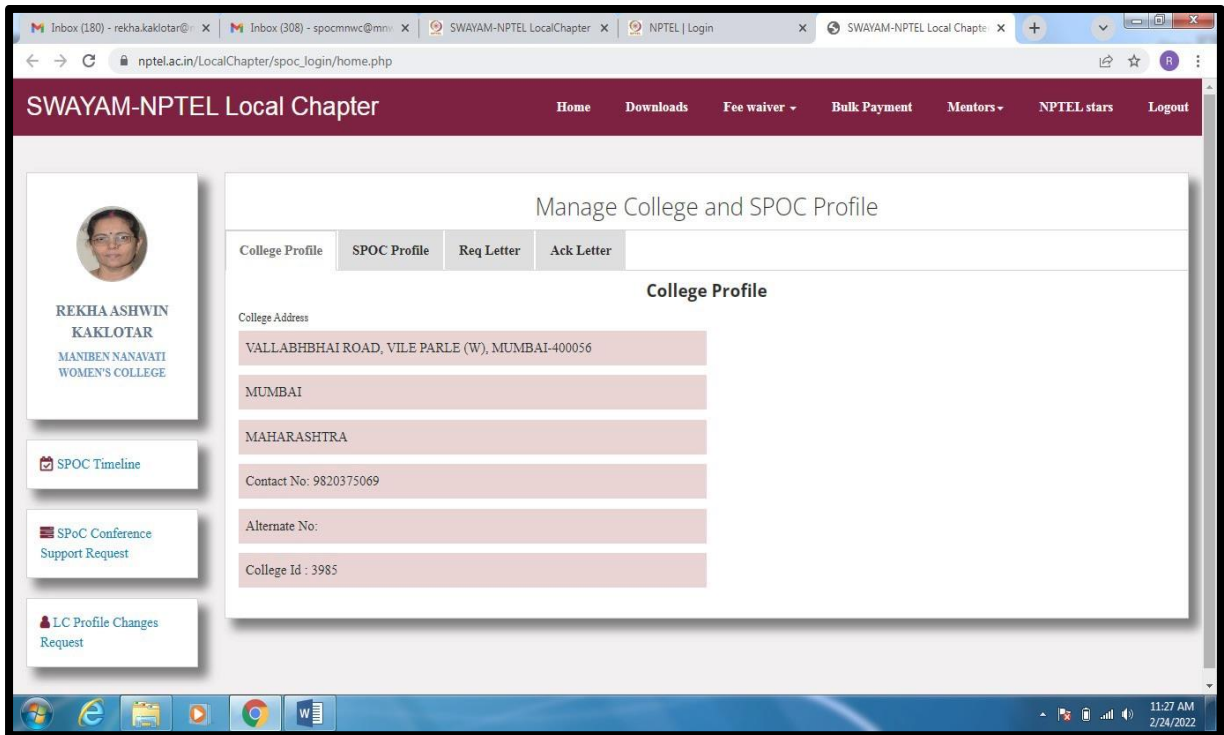 Inbox (180) - rekha.kaklotar@
Inbox (308) - spocmnwc@mnw
SWAYAM-NPTEL LocalChapter
NPTEL | Login
SWAYAM-NPTEL Local Chapte
nptel.ac.in/LocalChapter/spoc_login/home.php
R
SWAYAM-NPTEL Local Chapter
Home Downloads Fee waiver Bulk Payment Mentors NPTEL stars Logout
Manage College and SPOC Profile
College Profile SPOC Profile Req Letter Ack Letter
REKHA ASHWIN
KAKLOTAR
MANIBEN NANAVATI
WOMEN'S COLLEGE
SPOC Timeline
SPoC Conference
Support Request
LC Profile Changes
Request
College Profile
College Address
VALLABHBHAI ROAD, VILE PARLE (W), MUMBAI-400056
MUMBAI
MAHARASHTRA
Contact No: 9820375069
Alternate No:
College Id : 3985
11:27 AM
2/24/2022